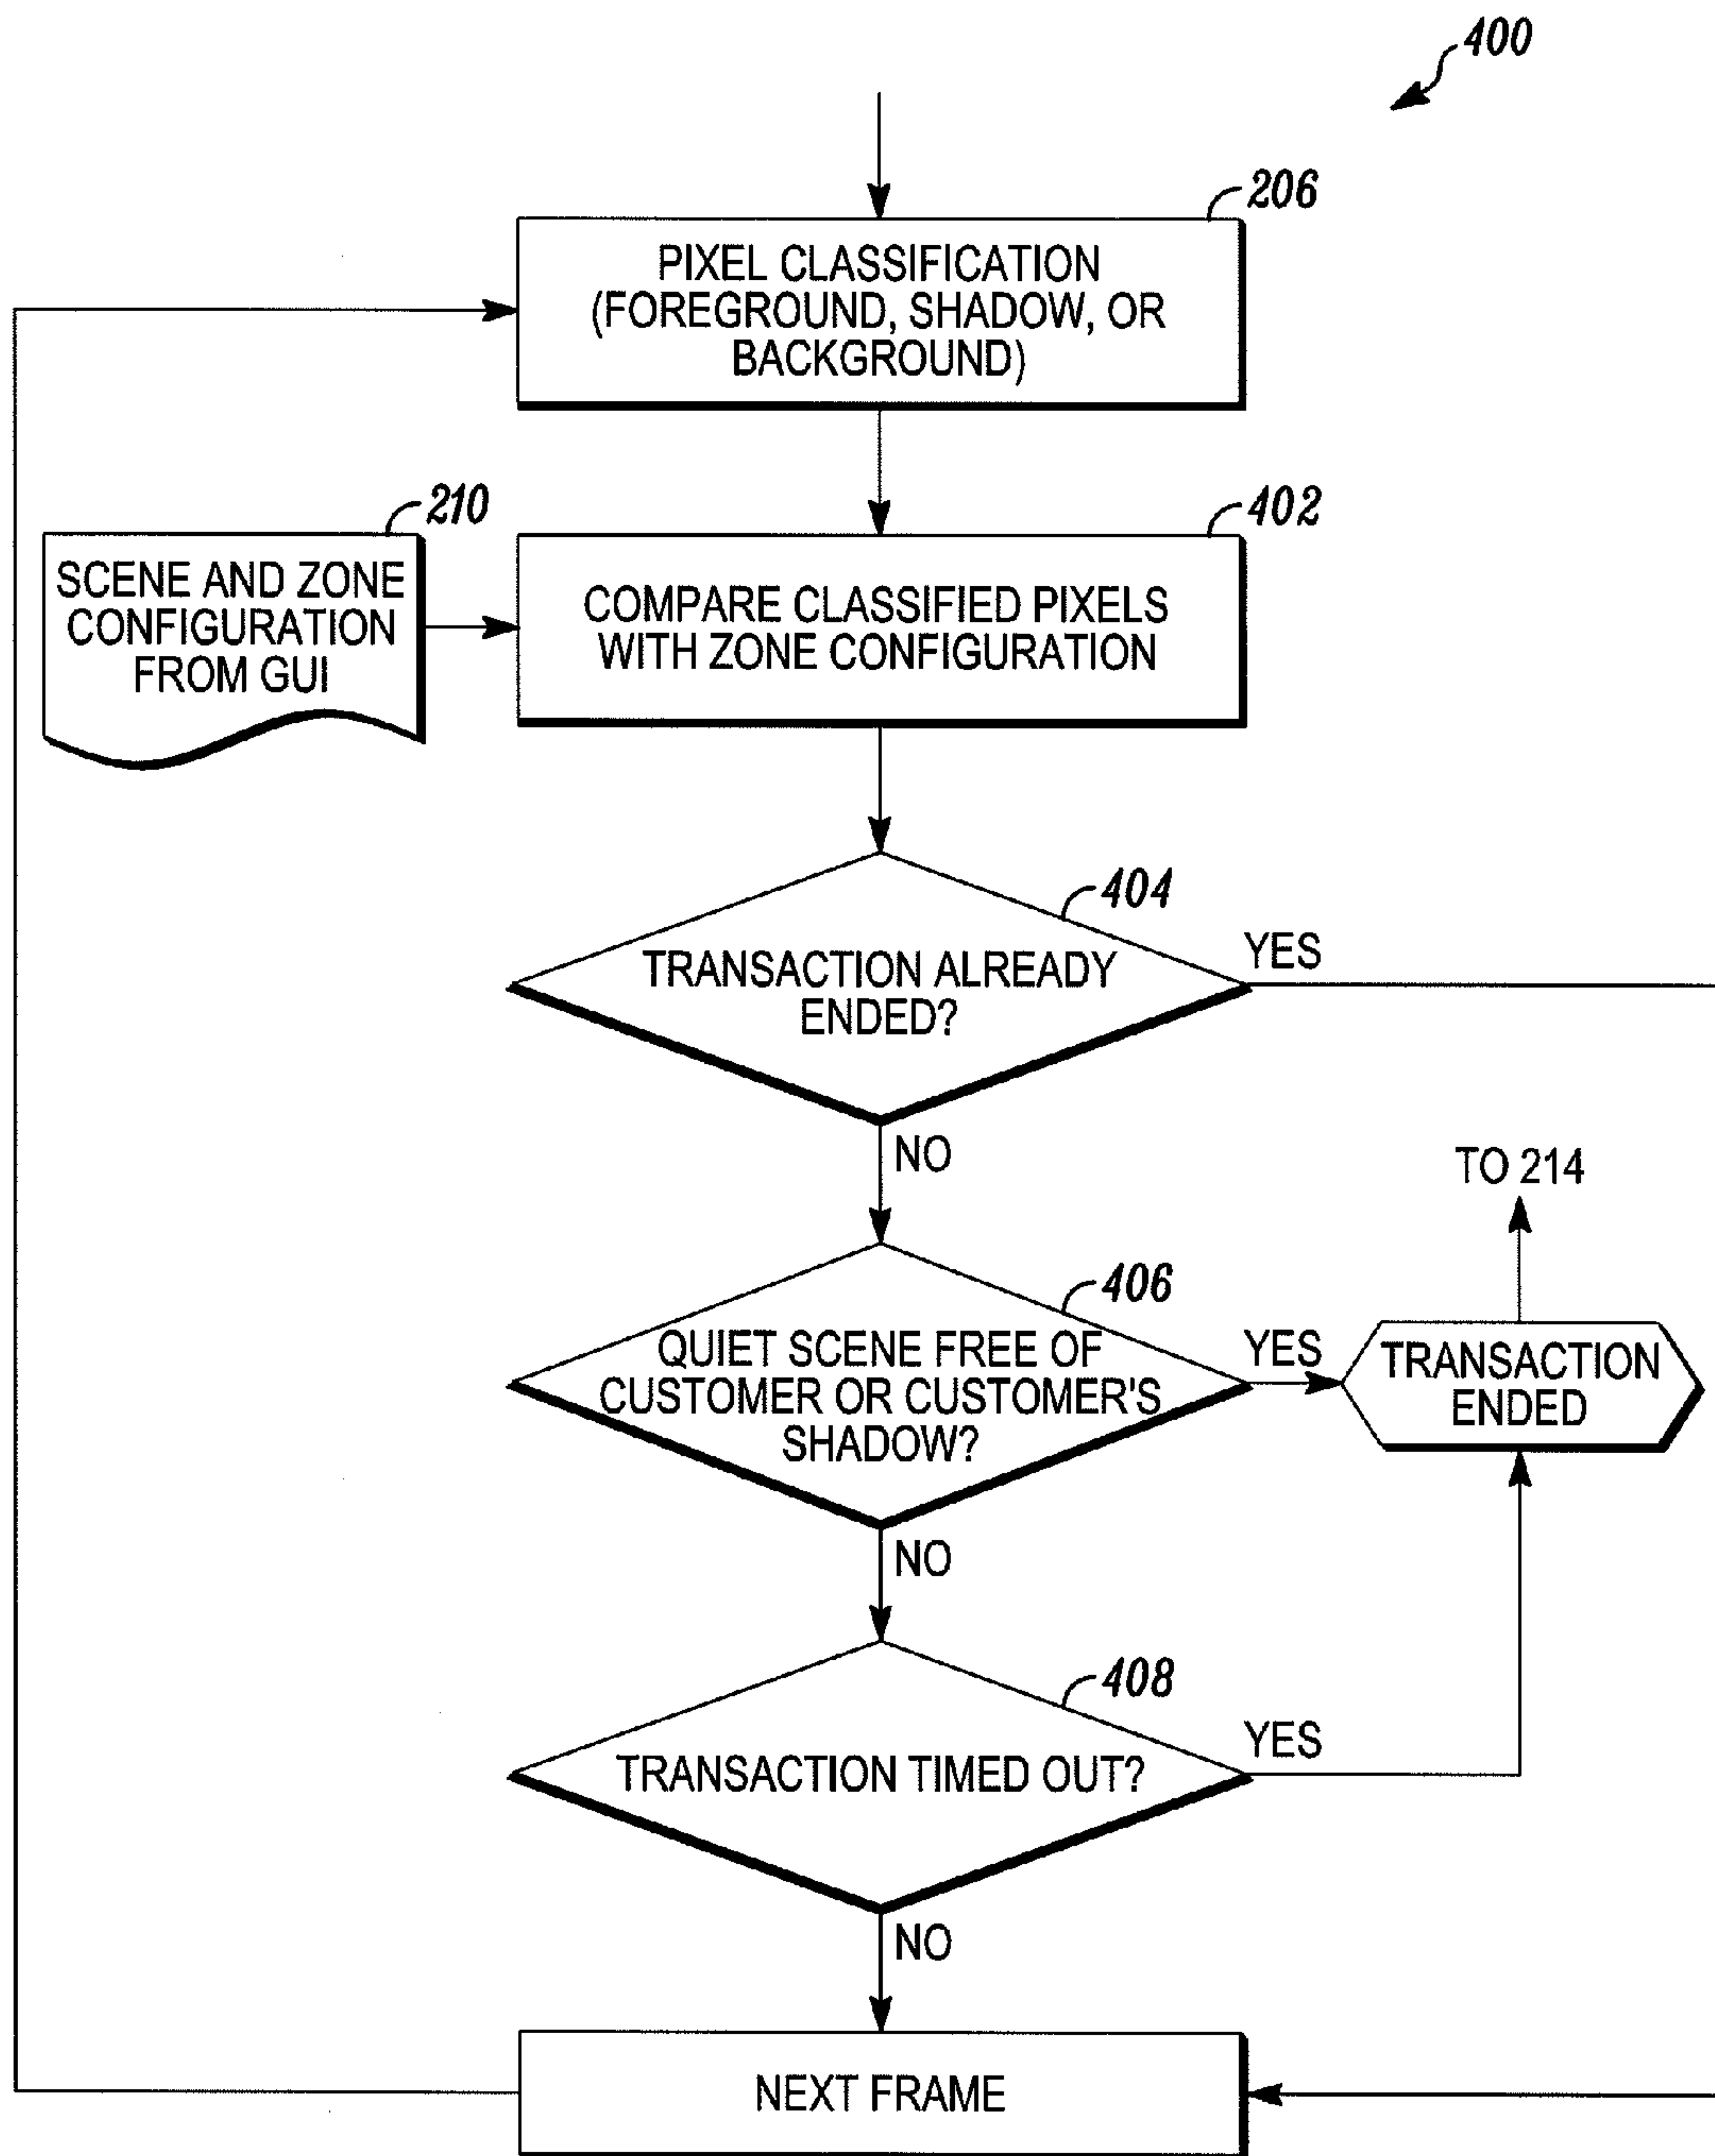 400
206
PIXEL CLASSIFICATION
(FOREGROUND, SHADOW, OR
BACKGROUND)
210
SCENE AND ZONE
CONFIGURATION
FROM GUI
402
COMPARE CLASSIFIED PIXELS
WITH ZONE CONFIGURATION
404
TRANSACTION ALREADY
ENDED?
YES
NO
TO 214
406
QUIET SCENE FREE OF
CUSTOMER OR CUSTOMER'S
SHADOW?
YES
TRANSACTION
ENDED
NO
408
TRANSACTION TIMED OUT?
YES
NO
NEXT FRAME